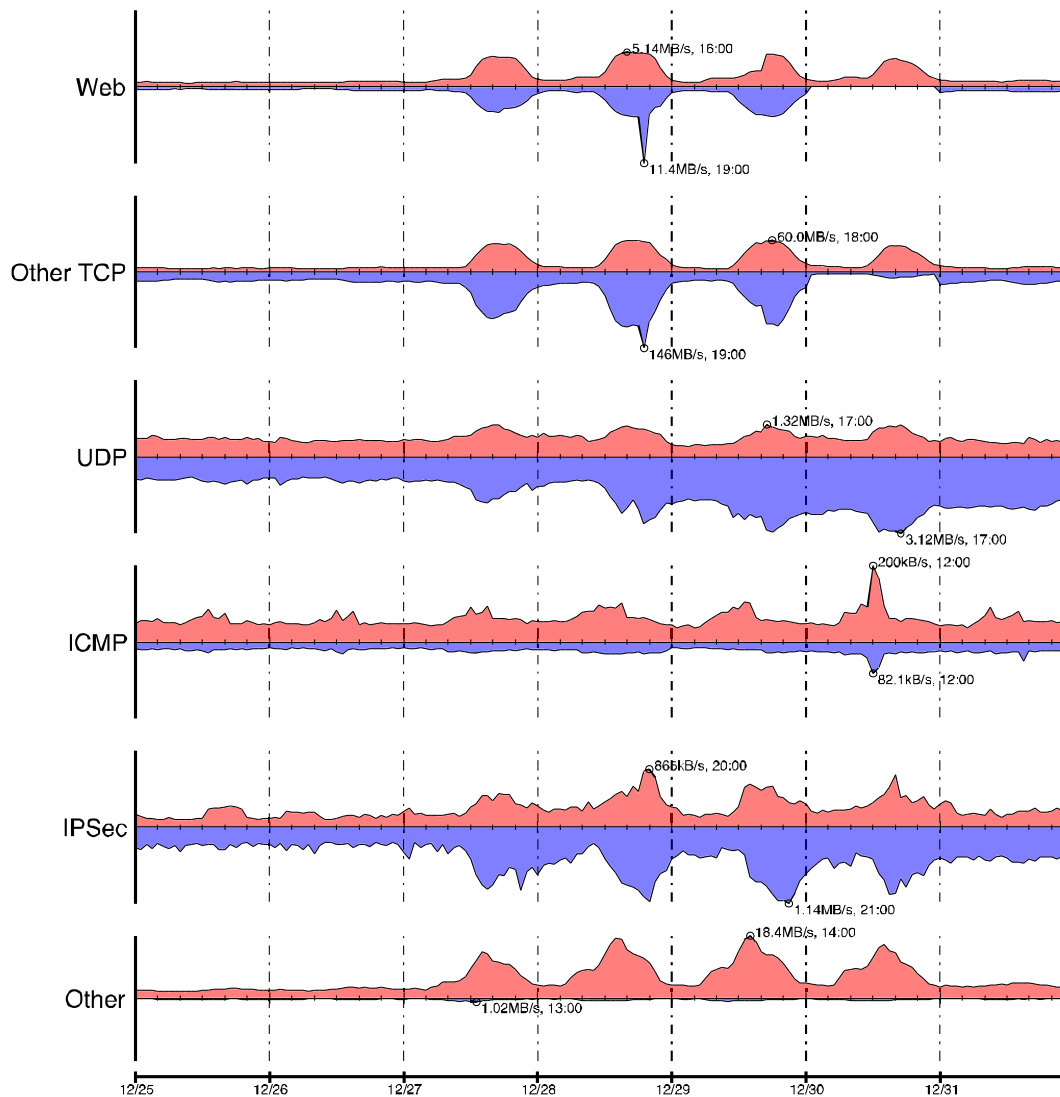 5.14MB/s, 16:00
Web
11.4MB/s, 19:00
60.0MB/s, 18:00
Other TCP
146MB/s, 19:00
1.32MB/s, 17:00
UDP
3.12MB/s, 17:00
200kB/s, 12:00
ICMP
82.1kB/s, 12:00
866kB/s, 20:00
IPSec
1.14MB/s, 21:00
18.4MB/s, 14:00
Other
1.02MB/s, 13:00
12/25 12/26 12/27 12/28 12/29 12/30 12/31